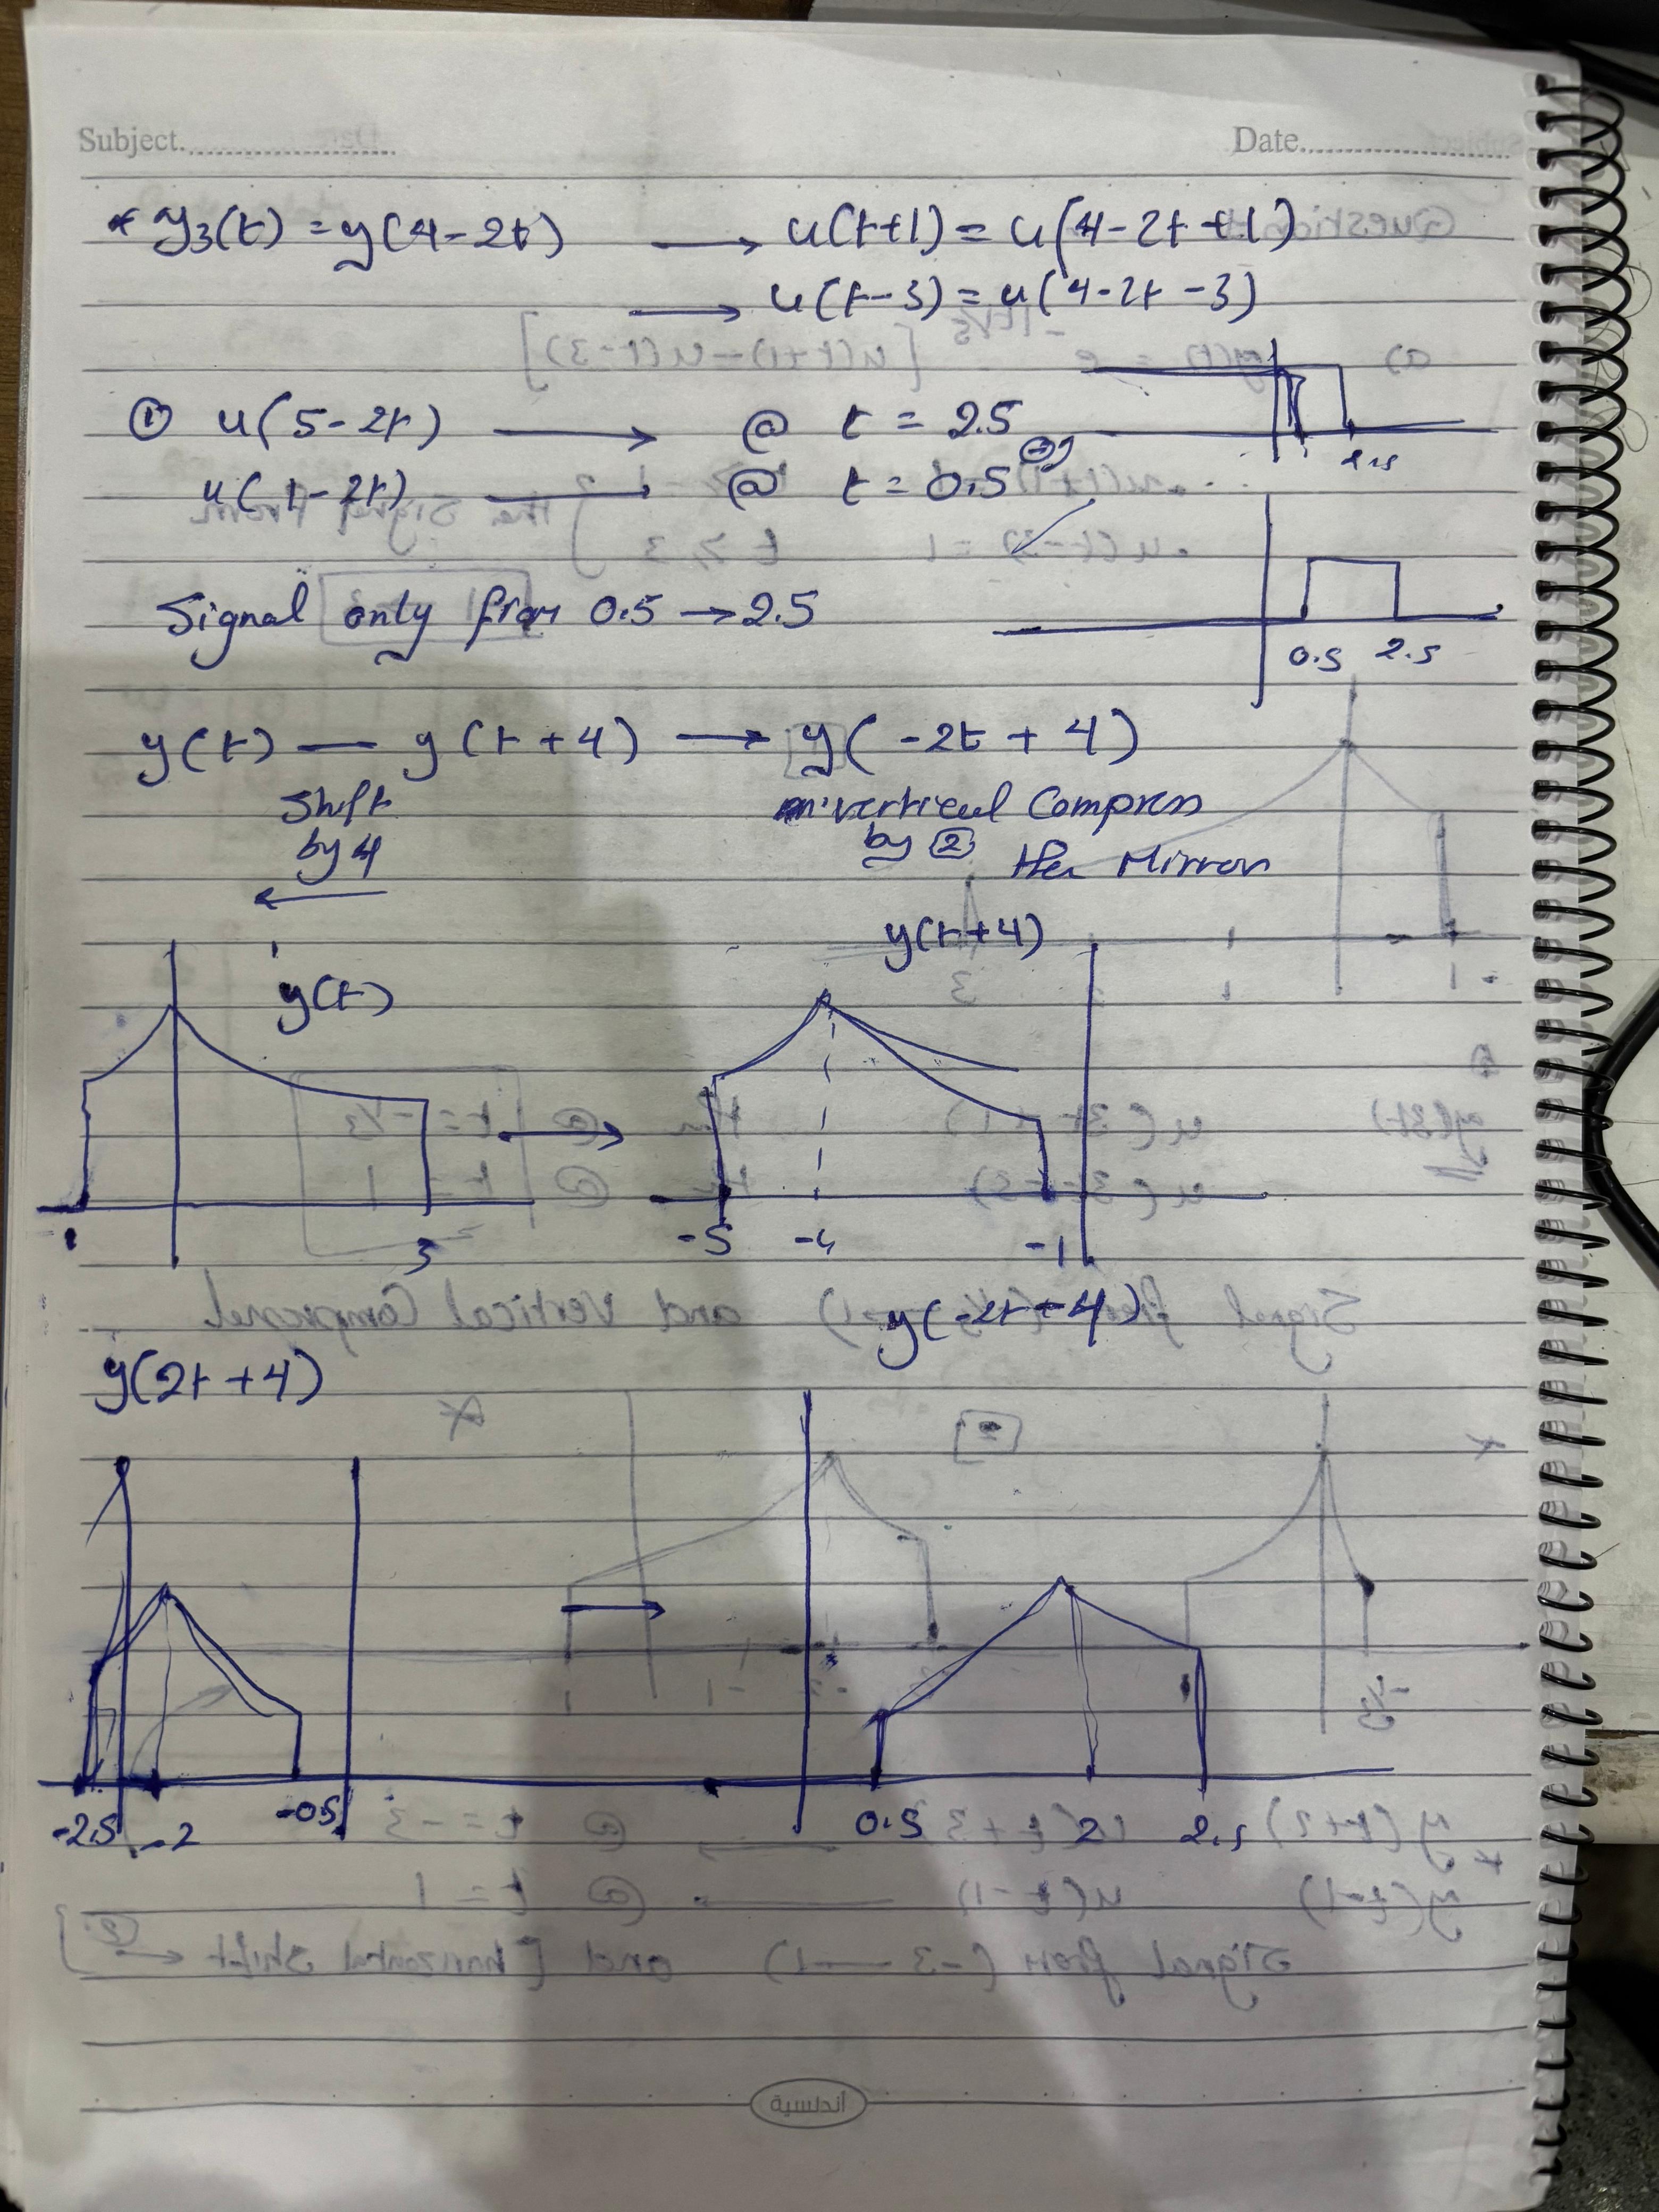 Subject.
Date.
* y₃(t) = y(4-2t) → u(t+1) = u(4-2t+1)
→ u(t-3) = u(4-2t-3)
① u(5-2t) → @ t = 2.5
2.5
u(1-2t) → @ t = 0.5
Signal only from 0.5 → 2.5
0.5 2.5
y(t) — y(t+4) → y(-2t+4)
Shift
by 4
←
vertical Compress
by 2
the Mirror
y(t+4)
y(t)
3
-5 -4 -1
y(-2t+4)
y(2t+4)
-2.5 -2 -0.5
0.5 2 2.5
أندلسية